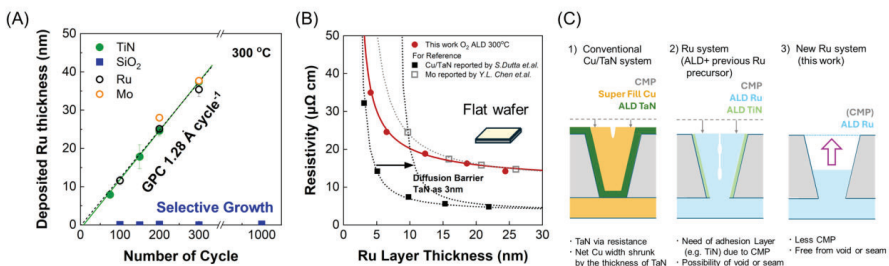 (A)
50
40
30
20
10
0
Deposited Ru thickness (nm)
TiN
SiO2
Ru
Mo
300 °C
GPC 1.28 Å cycle-1
Selective Growth
0 100 200 300 1000
Number of Cycle
(B)
50
40
30
20
10
0
Resistivity (μΩ cm)
This work O2 ALD 300°C
For Reference
Cu/TaN reported by S.Dutta et.al.
Mo reported by Y.L. Chen et.al.
Flat wafer
Diffusion Barrier
TaN as 3nm
0 5 10 15 20 25 30
Ru Layer Thickness (nm)
(C)
1) Conventional
Cu/TaN system
CMP
Super Fill Cu
ALD TaN
· TaN via resistance
· Net Cu width shrunk
by the thickness of TaN
2) Ru system
(ALD+ previous Ru
precursor)
CMP
ALD Ru
ALD TiN
· Need of adhesion Layer
(e.g. TiN) due to CMP
· Possibility of void or seam
3) New Ru system
(this work)
(CMP)
ALD Ru
· Less CMP
· Free from void or seam